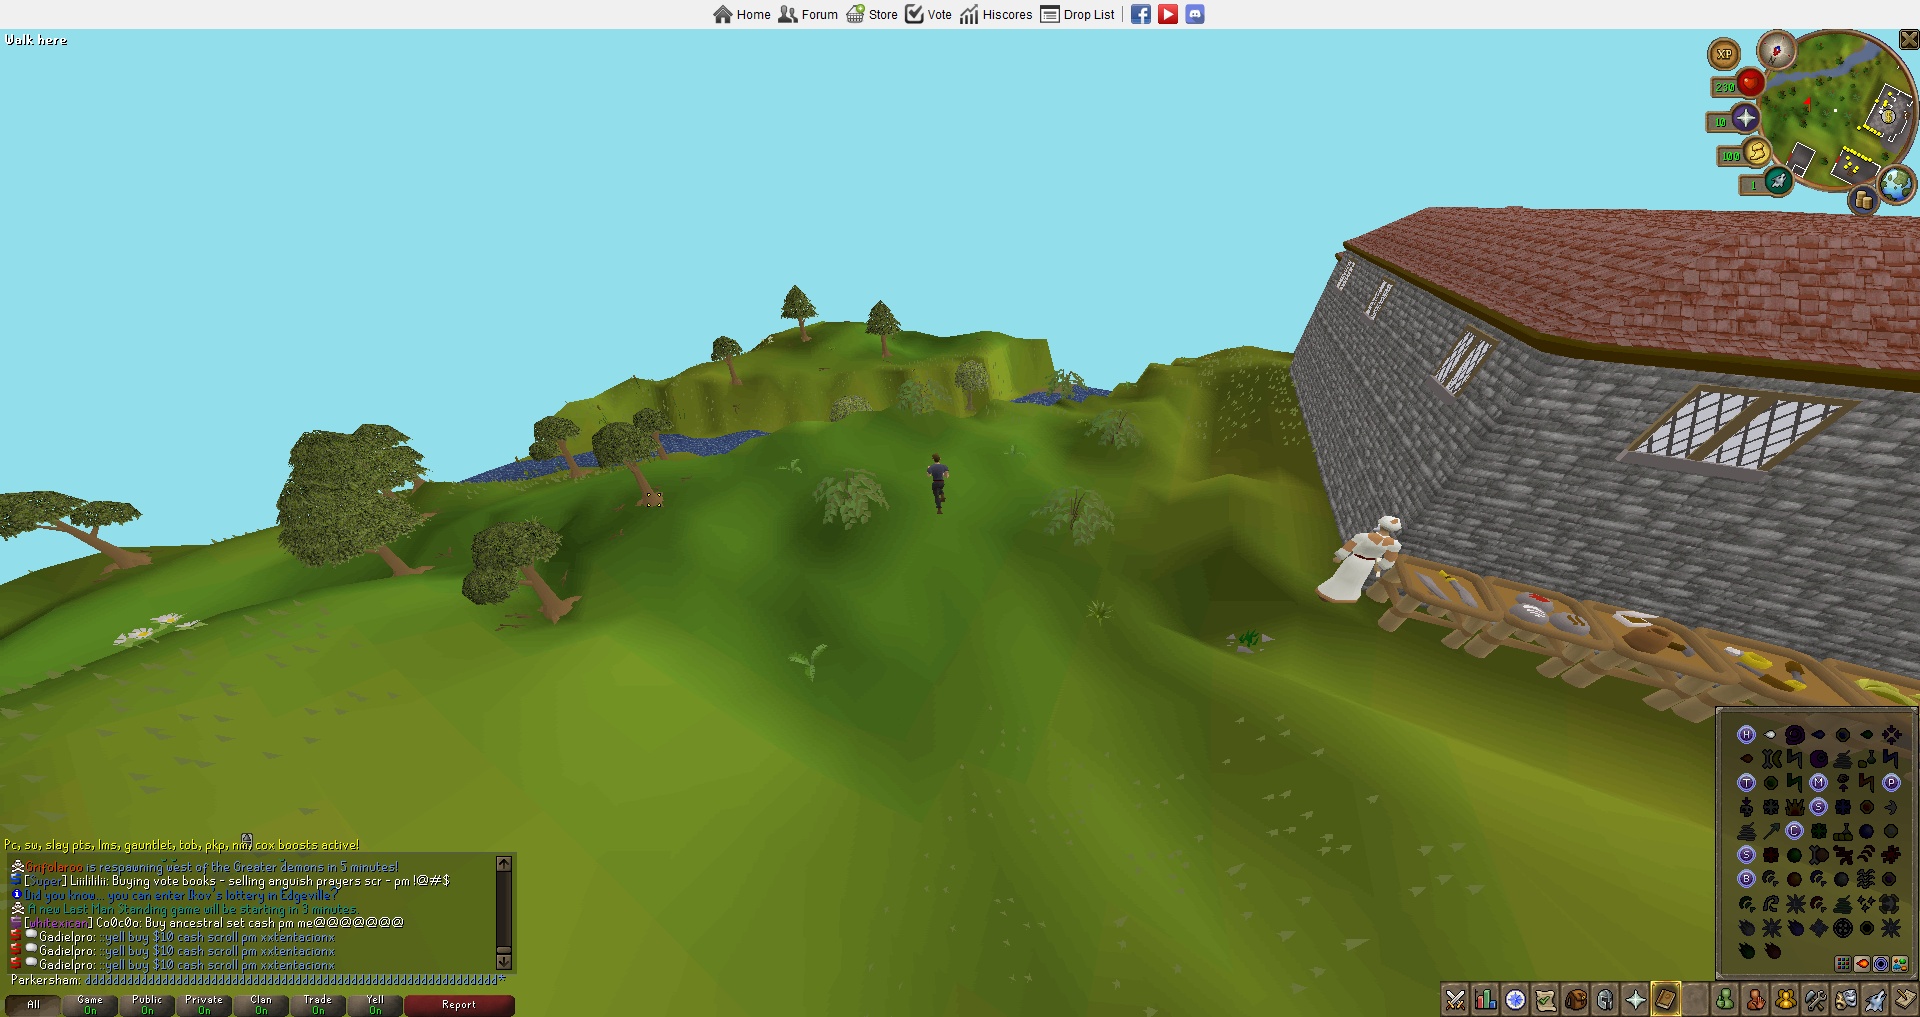 Home Forum Store Vote Hiscores Drop List
Walk here
XP
230
10
100
1
Pc, sw, slay pts, lms, gauntlet, tob, pkp, nm, cox boosts active!
Grifolaroo is respawning west of the Greater demons in 5 minutes!
[Super] Liiilililii: Buying vote books - selling anguish prayers scr - pm !@#$
Did you know... you can enter Ikov's lottery in Edgeville?
A new Last Man Standing game will be starting in 3 minutes.
[whitexican] Co0c0o: Buy ancestral set cash pm me@@@@@@@
Gadielpro: ::yell buy $10 cash scroll pm xxtentacionx
Gadielpro: ::yell buy $10 cash scroll pm xxtentacionx
Gadielpro: ::yell buy $10 cash scroll pm xxtentacionx
All Game On Public On Private On Clan On Trade On Yell On Report
H
T M P
S
C
S
B